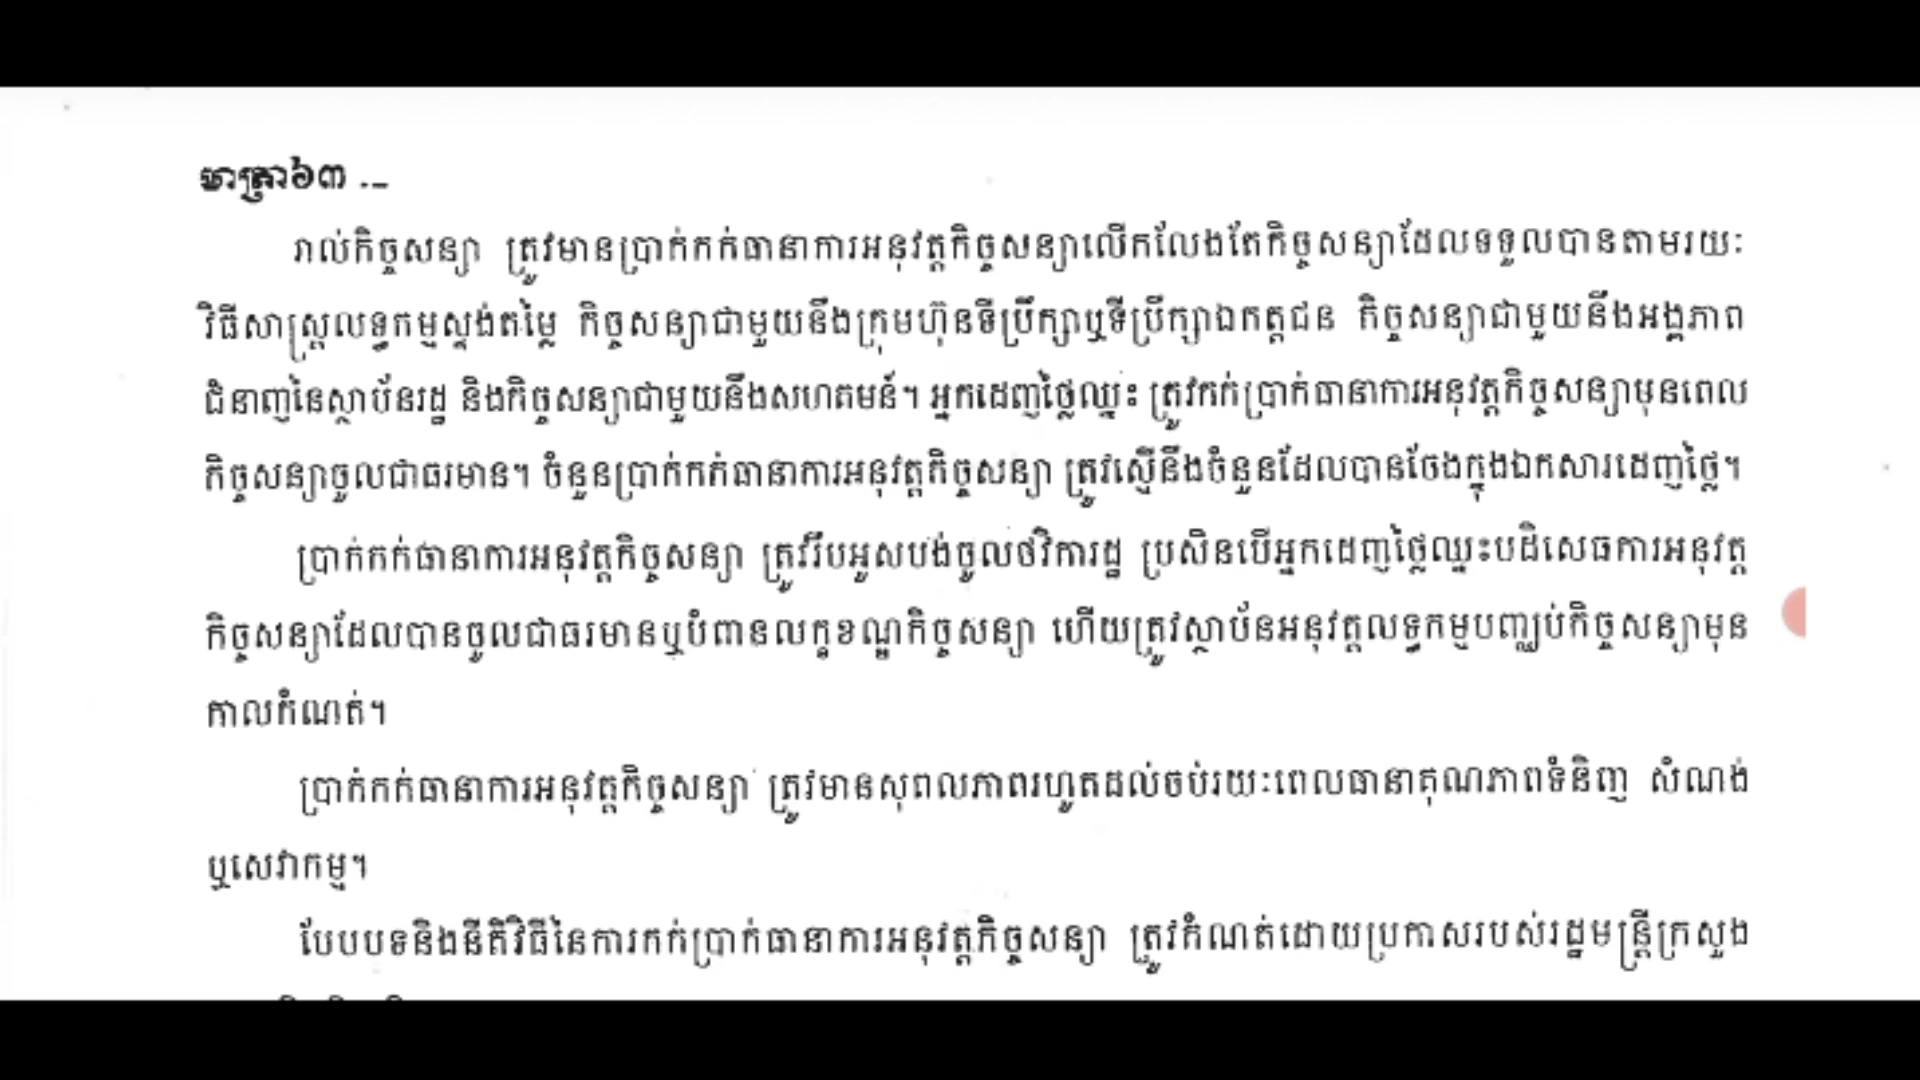 មាត្រា៦៣ .-
រាល់កិច្ចសន្យា ត្រូវមានប្រាក់កក់ធានាការអនុវត្តកិច្ចសន្យាលើកលែងតែកិច្ចសន្យាដែលទទួលបានតាមរយៈ
វិធីសាស្ត្រលទ្ធកម្មស្ទង់តម្លៃ កិច្ចសន្យាជាមួយនឹងក្រុមហ៊ុនទីប្រឹក្សាឬទីប្រឹក្សាឯកត្តជន កិច្ចសន្យាជាមួយនឹងអង្គភាព
ជំនាញនៃស្ថាប័នរដ្ឋ និងកិច្ចសន្យាជាមួយនឹងសហគមន៍។ អ្នកដេញថ្លៃឈ្នះ ត្រូវកក់ប្រាក់ធានាការអនុវត្តកិច្ចសន្យាមុនពេល
កិច្ចសន្យាចូលជាធរមាន។ ចំនួនប្រាក់កក់ធានាការអនុវត្តកិច្ចសន្យា ត្រូវស្មើនឹងចំនួនដែលបានចែងក្នុងឯកសារដេញថ្លៃ។
ប្រាក់កក់ធានាការអនុវត្តកិច្ចសន្យា ត្រូវរឹបអូសបង់ចូលថវិការដ្ឋ ប្រសិនបើអ្នកដេញថ្លៃឈ្នះបដិសេធការអនុវត្ត
កិច្ចសន្យាដែលបានចូលជាធរមានឬបំពានលក្ខខណ្ឌកិច្ចសន្យា ហើយត្រូវស្ថាប័នអនុវត្តលទ្ធកម្មបញ្ឈប់កិច្ចសន្យាមុន
កាលកំណត់។
ប្រាក់កក់ធានាការអនុវត្តកិច្ចសន្យា ត្រូវមានសុពលភាពរហូតដល់ចប់រយៈពេលធានាគុណភាពទំនិញ សំណង់
ឬសេវាកម្ម។
បែបបទនិងនីតិវិធីនៃការកក់ប្រាក់ធានាការអនុវត្តកិច្ចសន្យា ត្រូវកំណត់ដោយប្រកាសរបស់រដ្ឋមន្ត្រីក្រសួង